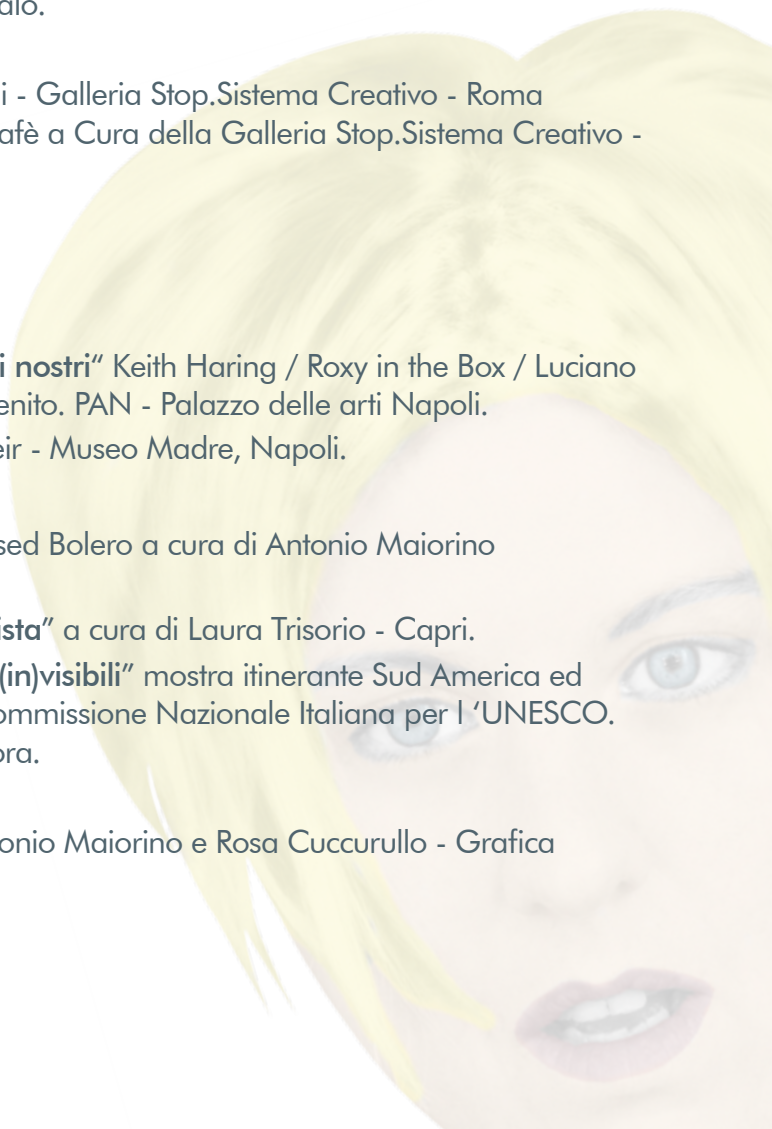 i - Galleria Stop.Sistema Creativo - Roma
afè a Cura della Galleria Stop.Sistema Creativo -
i nostri“ Keith Haring / Roxy in the Box / Luciano
enito. PAN - Palazzo delle arti Napoli.
eir - Museo Madre, Napoli.
sed Bolero a cura di Antonio Maiorino
ista” a cura di Laura Trisorio - Capri.
(in)visibili” mostra itinerante Sud America ed
ommissione Nazionale Italiana per l ‘UNESCO.
ora.
onio Maiorino e Rosa Cuccurullo - Grafica